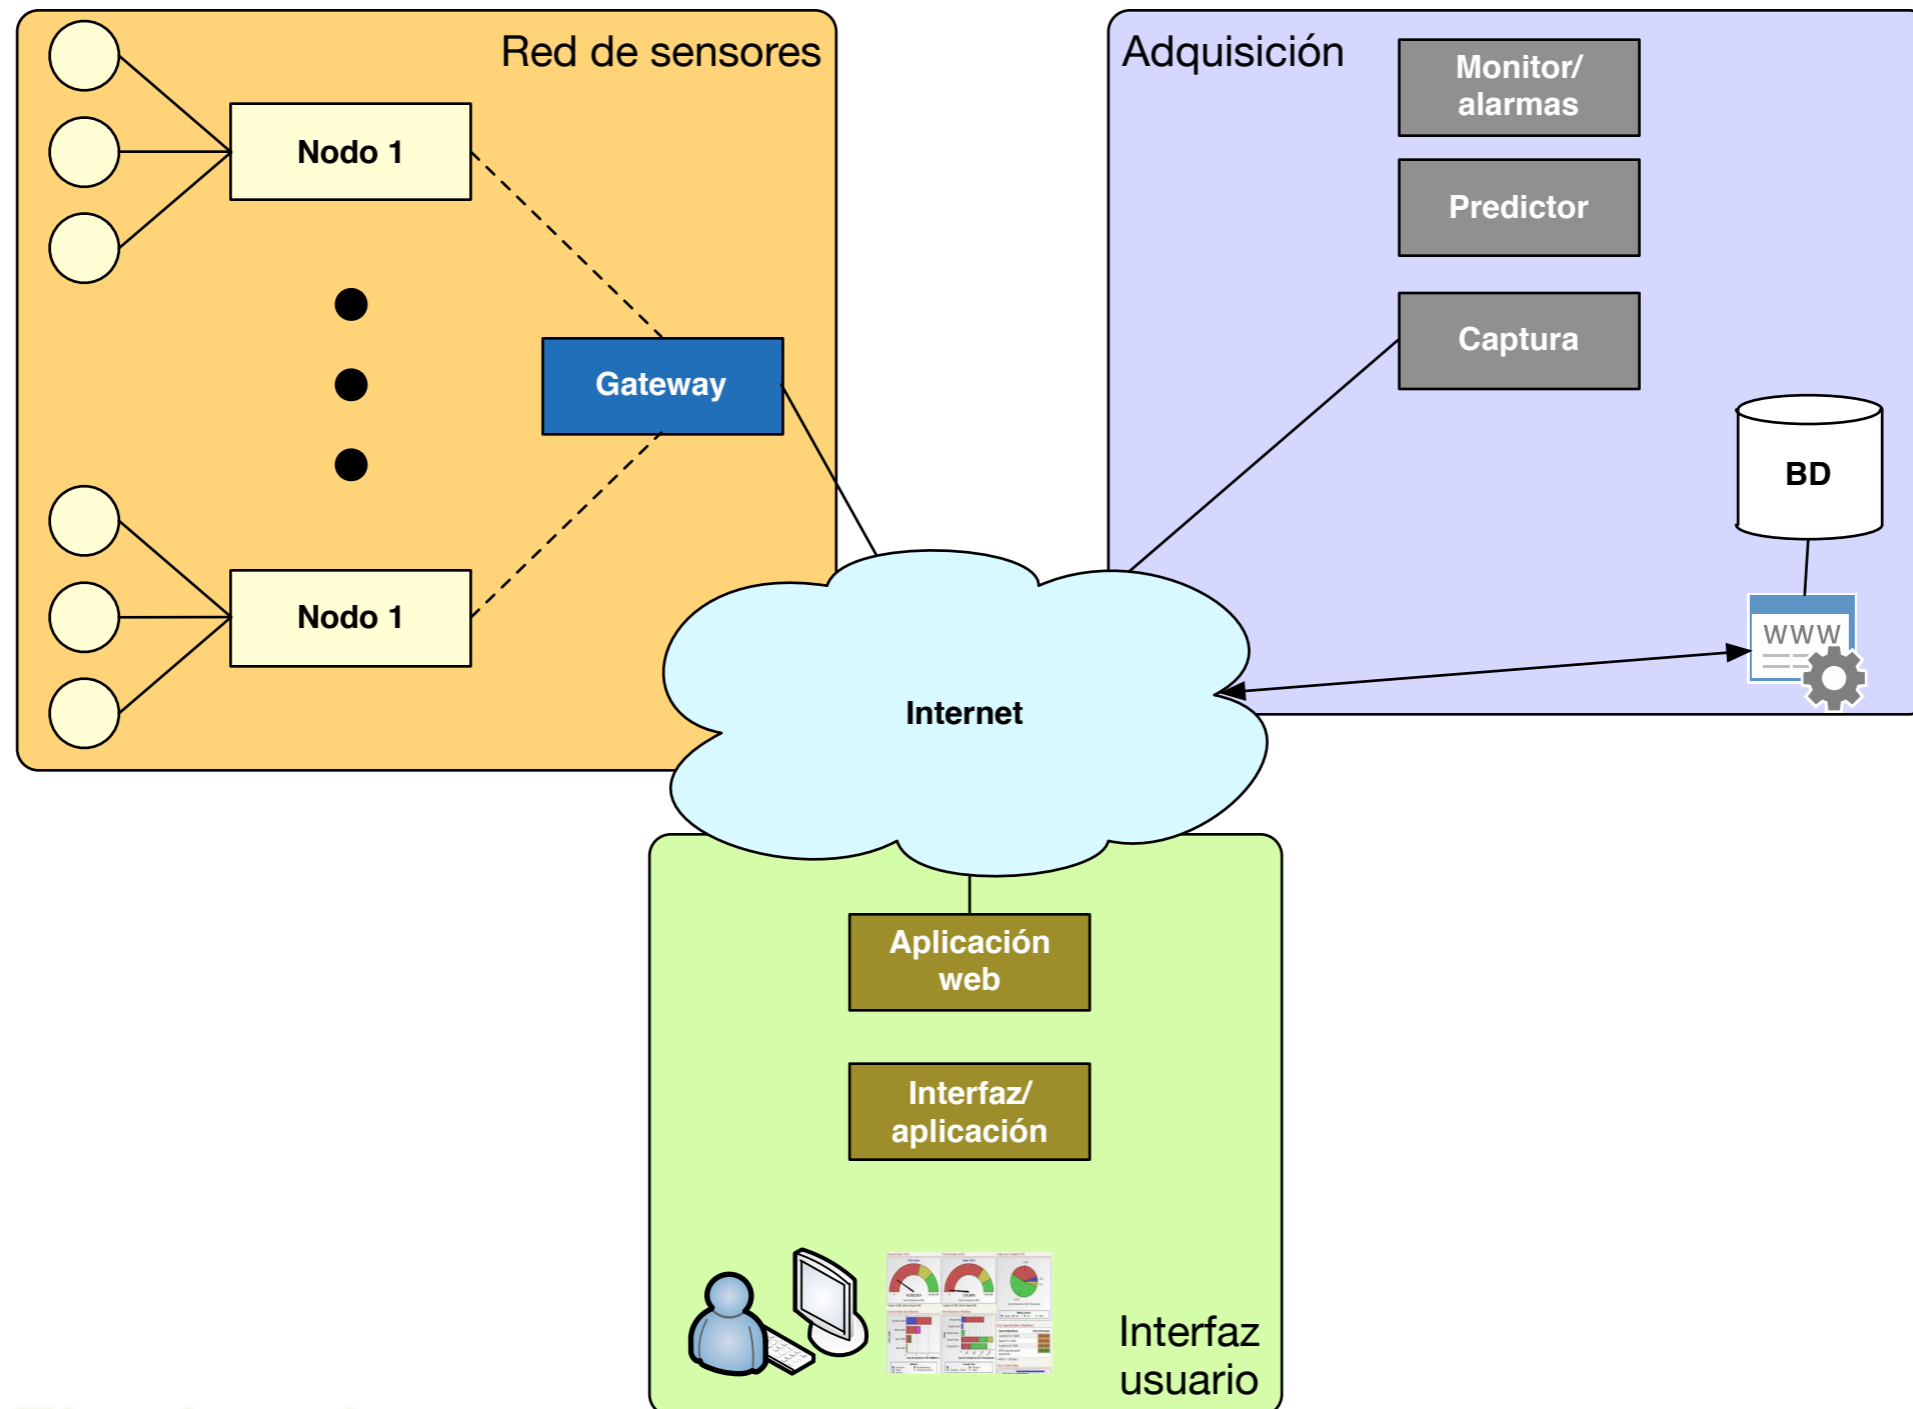 Red de sensores
Nodo 1
Gateway
Nodo 1
Adquisición
Monitor/
alarmas
Predictor
Captura
BD
WWW
Internet
Aplicación
web
Interfaz/
aplicación
Interfaz
usuario